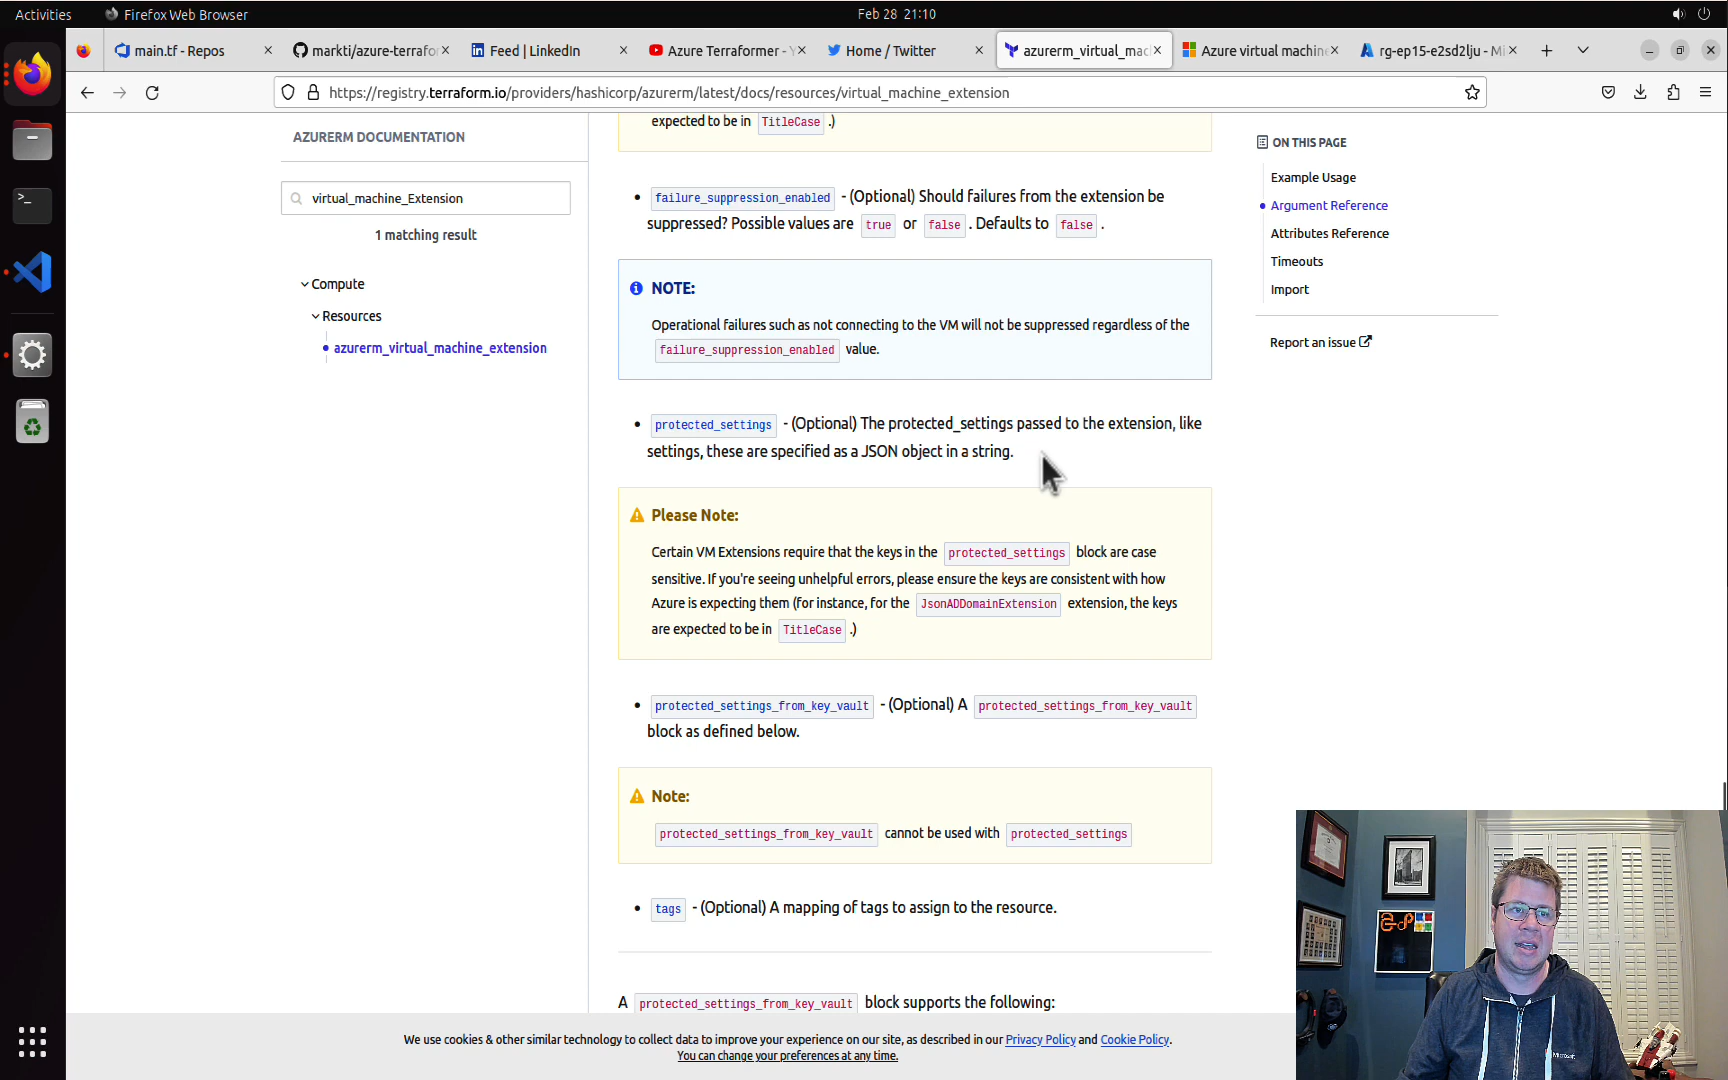 Activities
Firefox Web Browser
Feb 28 21:10
main.tf - Repos
markti/azure-terrafo
Feed | LinkedIn
Azure Terraformer - Y
Home / Twitter
azurerm_virtual_mac
Azure virtual machine
rg-ep15-e2sd2lju - Mi
https://registry.terraform.io/providers/hashicorp/azurerm/latest/docs/resources/virtual_machine_extension
AZURERM DOCUMENTATION
virtual_machine_Extension
1 matching result
Compute
Resources
azurerm_virtual_machine_extension
expected to be in TitleCase .)
failure_suppression_enabled - (Optional) Should failures from the extension be
suppressed? Possible values are true or false . Defaults to false .
NOTE:
Operational failures such as not connecting to the VM will not be suppressed regardless of the
failure_suppression_enabled value.
protected_settings - (Optional) The protected_settings passed to the extension, like
settings, these are specified as a JSON object in a string.
Please Note:
Certain VM Extensions require that the keys in the protected_settings block are case
sensitive. If you're seeing unhelpful errors, please ensure the keys are consistent with how
Azure is expecting them (for instance, for the JsonADDomainExtension extension, the keys
are expected to be in TitleCase .)
protected_settings_from_key_vault - (Optional) A protected_settings_from_key_vault
block as defined below.
Note:
protected_settings_from_key_vault cannot be used with protected_settings
tags - (Optional) A mapping of tags to assign to the resource.
A protected_settings_from_key_vault block supports the following:
ON THIS PAGE
Example Usage
Argument Reference
Attributes Reference
Timeouts
Import
Report an issue
We use cookies & other similar technology to collect data to improve your experience on our site, as described in our Privacy Policy and Cookie Policy.
You can change your preferences at any time.
Microsoft